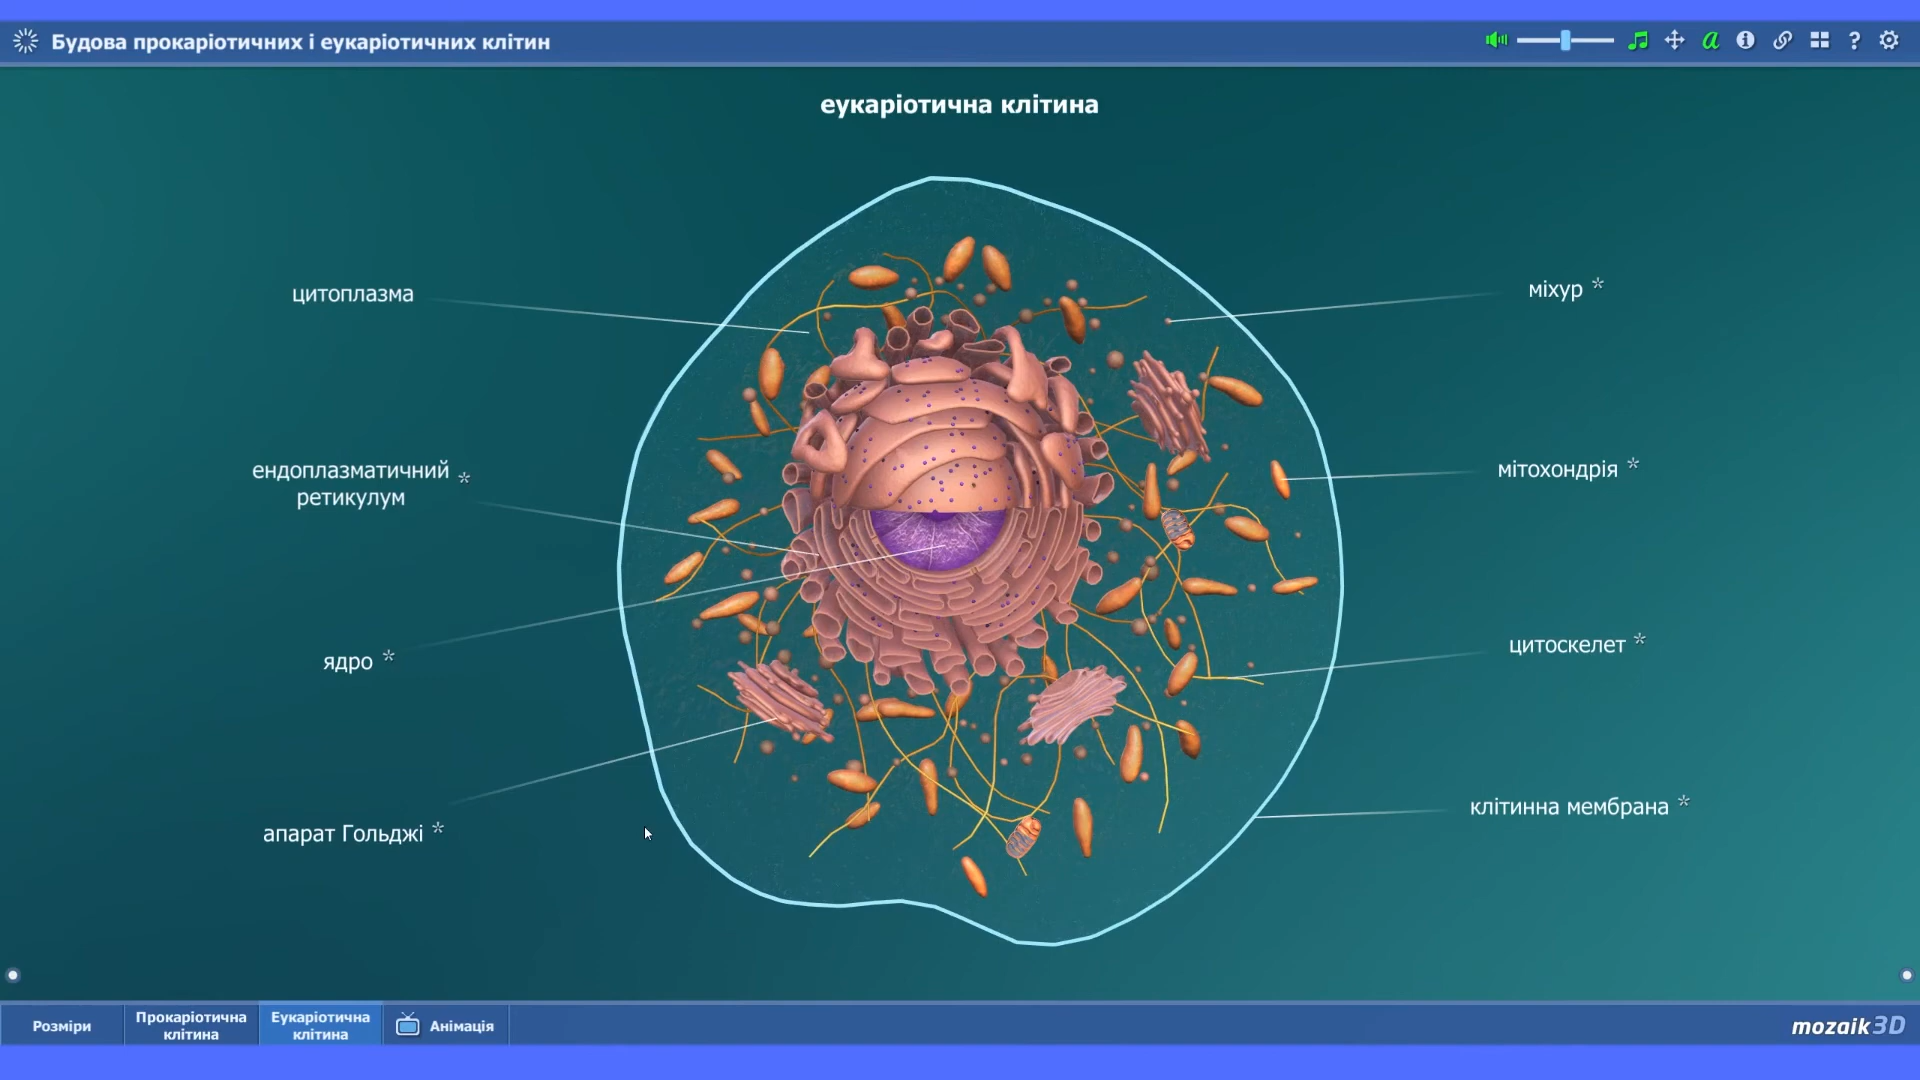 Будова прокаріотичних і еукаріотичних клітин
a
?
еукаріотична клітина
цитоплазма
міхур *
ендоплазматичний *
ретикулум
мітохондрія *
ядро *
цитоскелет *
апарат Гольджі *
клітинна мембрана *
Розміри
Прокаріотична
клітина
Еукаріотична
клітина
Анімація
mozaik3D